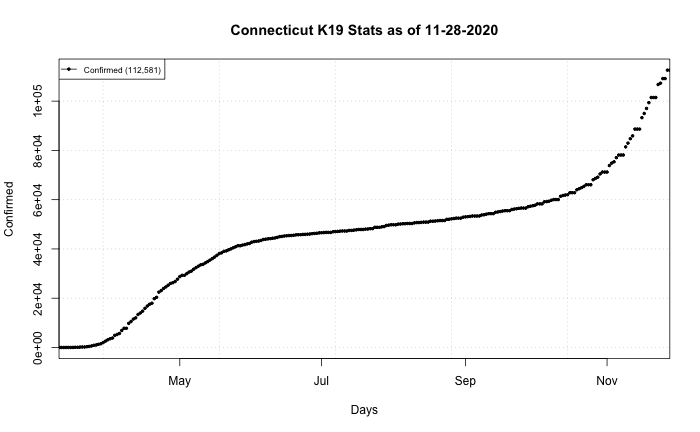 Connecticut K19 Stats as of 11-28-2020
Confirmed (112,581)
1e+05
8e+04
6e+04
4e+04
2e+04
0e+00
Confirmed
May Jul Sep Nov
Days